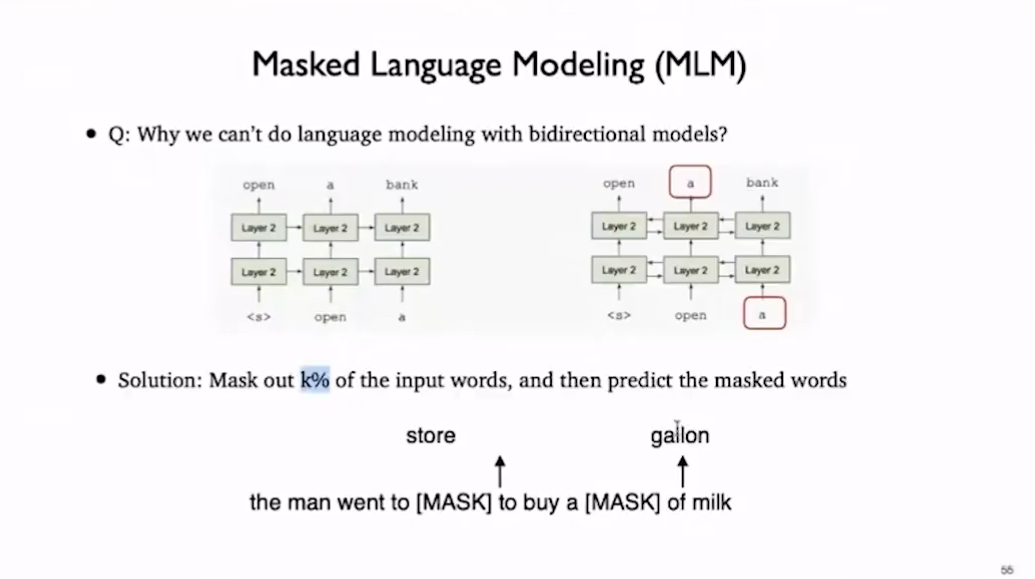 Masked Language Modeling (MLM)
• Q: Why we can't do language modeling with bidirectional models?
open a bank
Layer 2 Layer 2 Layer 2
Layer 2 Layer 2 Layer 2
<s> open a
open a bank
Layer 2 Layer 2 Layer 2
Layer 2 Layer 2 Layer 2
<s> open a
• Solution: Mask out k% of the input words, and then predict the masked words
store gallon
the man went to [MASK] to buy a [MASK] of milk
55